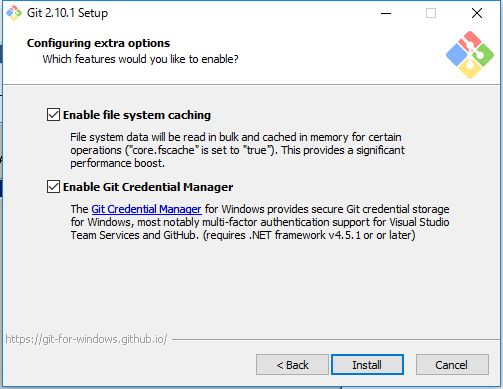 Git 2.10.1 Setup
Configuring extra options
Which features would you like to enable?
Enable file system caching
File system data will be read in bulk and cached in memory for certain
operations ("core.fscache" is set to "true"). This provides a significant
performance boost.
Enable Git Credential Manager
The Git Credential Manager for Windows provides secure Git credential storage
for Windows, most notably multi-factor authentication support for Visual Studio
Team Services and GitHub. (requires .NET framework v4.5.1 or or later)
https://git-for-windows.github.io/
< Back
Install
Cancel